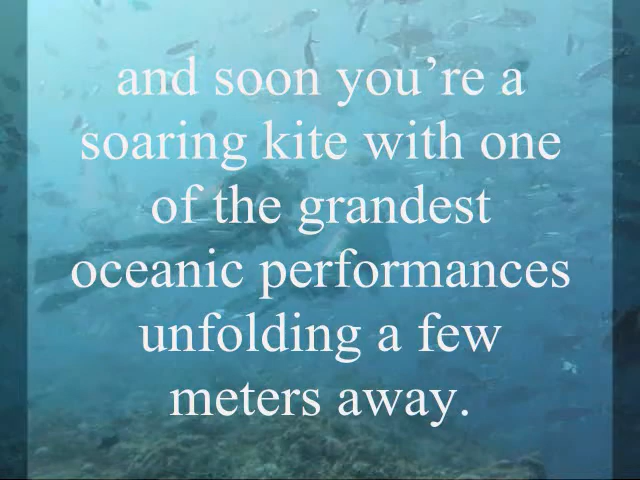 and soon you’re a
soaring kite with one
of the grandest
oceanic performances
unfolding a few
meters away.